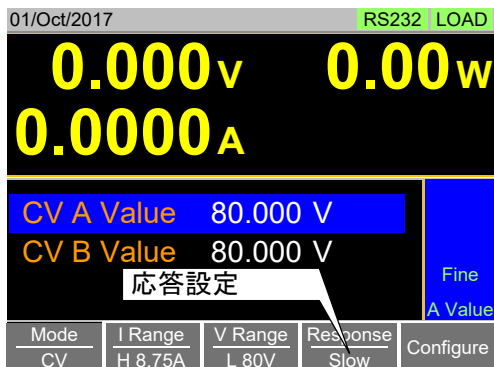 01/Oct/2017 RS232 LOAD
0.000V 0.00W
0.0000A
CV A Value 80.000 V
CV B Value 80.000 V
応答設定
Fine
A Value
Mode I Range V Range Response Configure
CV H 8.75A L 80V Slow